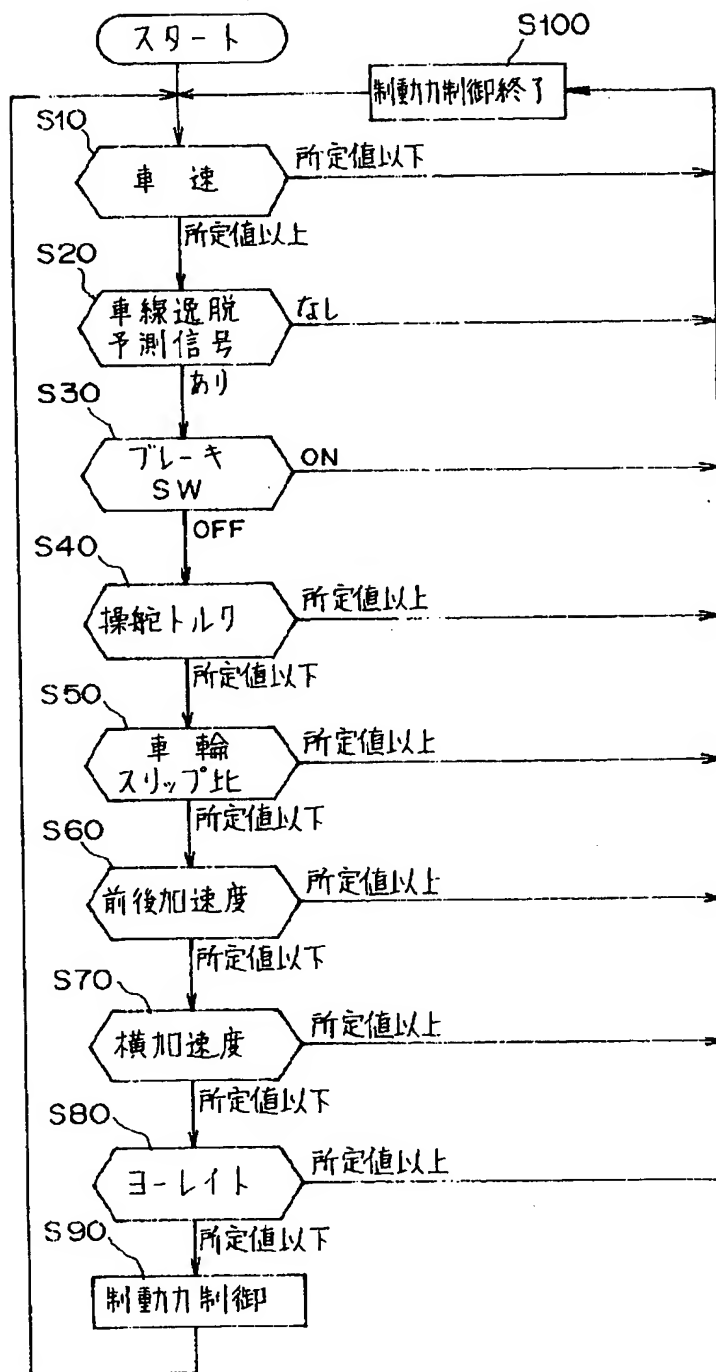 スタート
S100
制動力制御終了
S10
車速
所定値以下
所定値以上
S20
車線逸脱
予測信号
なし
あり
S30
ブレーキ
SW
ON
OFF
S40
操舵トルク
所定値以上
所定値以下
S50
車輪
スリップ比
所定値以上
所定値以下
S60
前後加速度
所定値以上
所定値以下
S70
横加速度
所定値以上
所定値以下
S80
ヨーレイト
所定値以上
所定値以下
S90
制動力制御